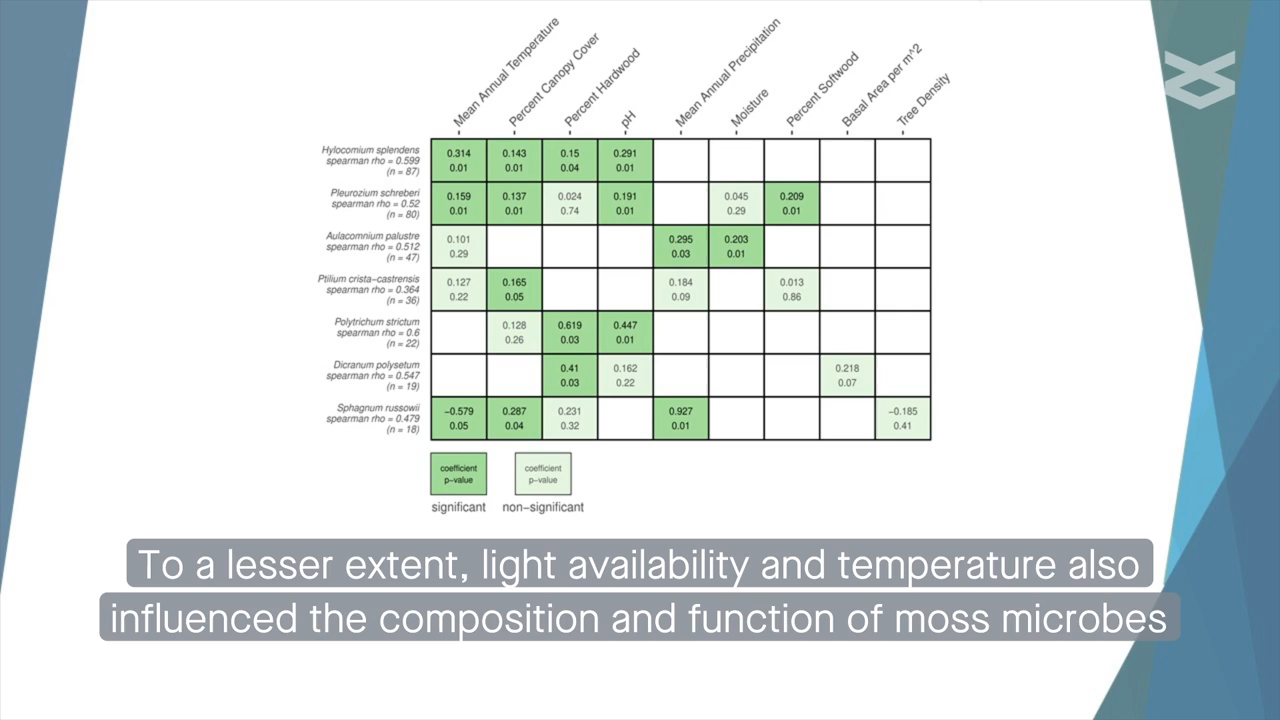 Mean Annual Temperature
Percent Canopy Cover
Percent Hardwood
pH
Mean Annual Precipitation
Moisture
Percent Softwood
Basal Area per m^2
Tree Density
Hylocomium splendens
spearman rho = 0.599
(n = 87)
0.314 0.143 0.15 0.291
0.01 0.01 0.04 0.01
Pleurozium schreberi
spearman rho = 0.52
(n = 80)
0.159 0.137 0.024 0.191 0.045 0.209
0.01 0.01 0.74 0.01 0.29 0.01
Aulacomnium palustre
spearman rho = 0.512
(n = 47)
0.101 0.295 0.203
0.29 0.03 0.01
Ptilium crista−castrensis
spearman rho = 0.364
(n = 36)
0.127 0.165 0.184 0.013
0.22 0.05 0.09 0.86
Polytrichum strictum
spearman rho = 0.6
(n = 22)
0.128 0.619 0.447
0.26 0.03 0.01
Dicranum polysetum
spearman rho = 0.547
(n = 19)
0.41 0.162 0.218
0.03 0.22 0.07
Sphagnum russowii
spearman rho = 0.479
(n = 18)
−0.579 0.287 0.231 0.927 −0.185
0.05 0.04 0.32 0.01 0.41
coefficient coefficient
p−value p−value
significant non−significant
To a lesser extent, light availability and temperature also
influenced the composition and function of moss microbes